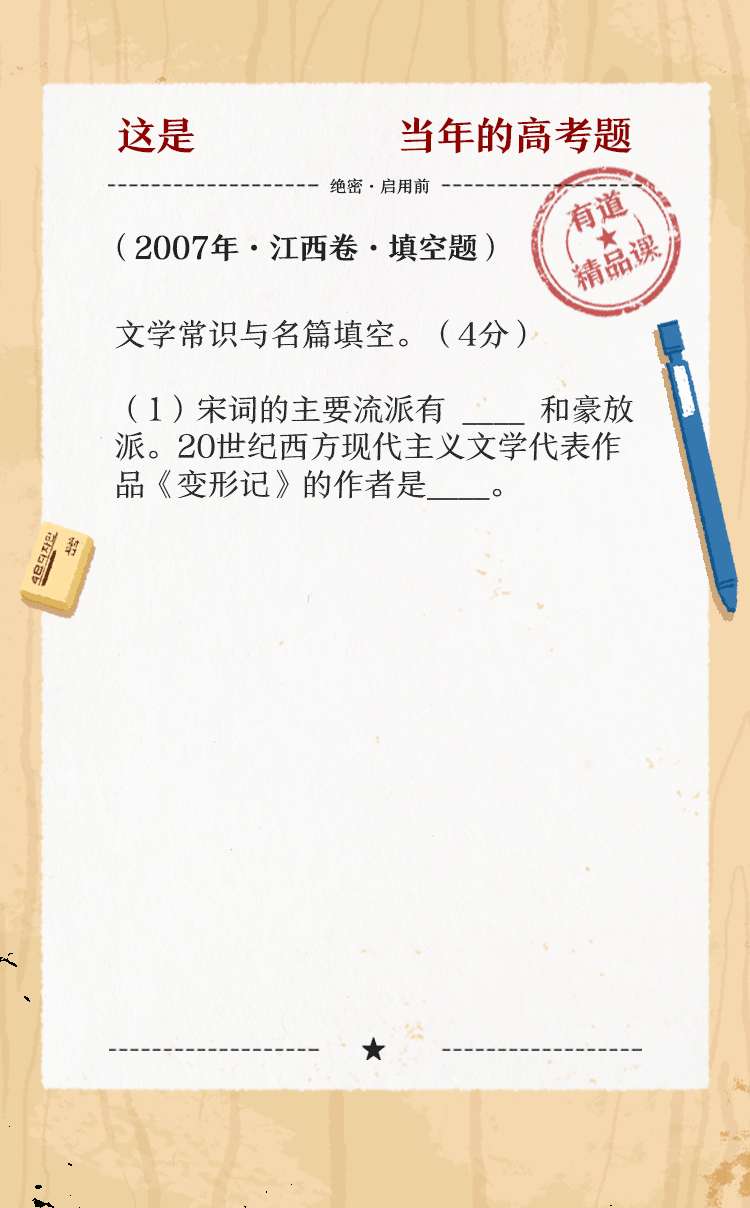 这是 当年的高考题
绝密·启用前
有道
精品课
（2007年·江西卷·填空题）
文学常识与名篇填空。（4分）
（1）宋词的主要流派有 ____ 和豪放
派。20世纪西方现代主义文学代表作
品《变形记》的作者是____。